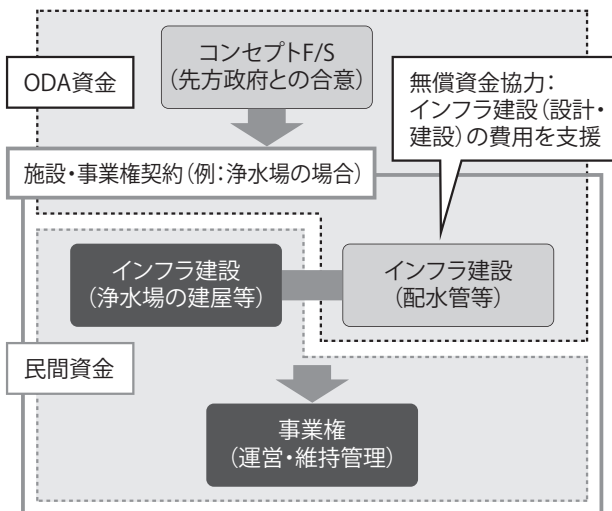 コンセプトF/S
(先方政府との合意)
ODA資金
無償資金協力:
インフラ建設(設計・
建設)の費用を支援
施設・事業権契約(例:浄水場の場合)
インフラ建設
(浄水場の建屋等)
インフラ建設
(配水管等)
民間資金
事業権
(運営・維持管理)